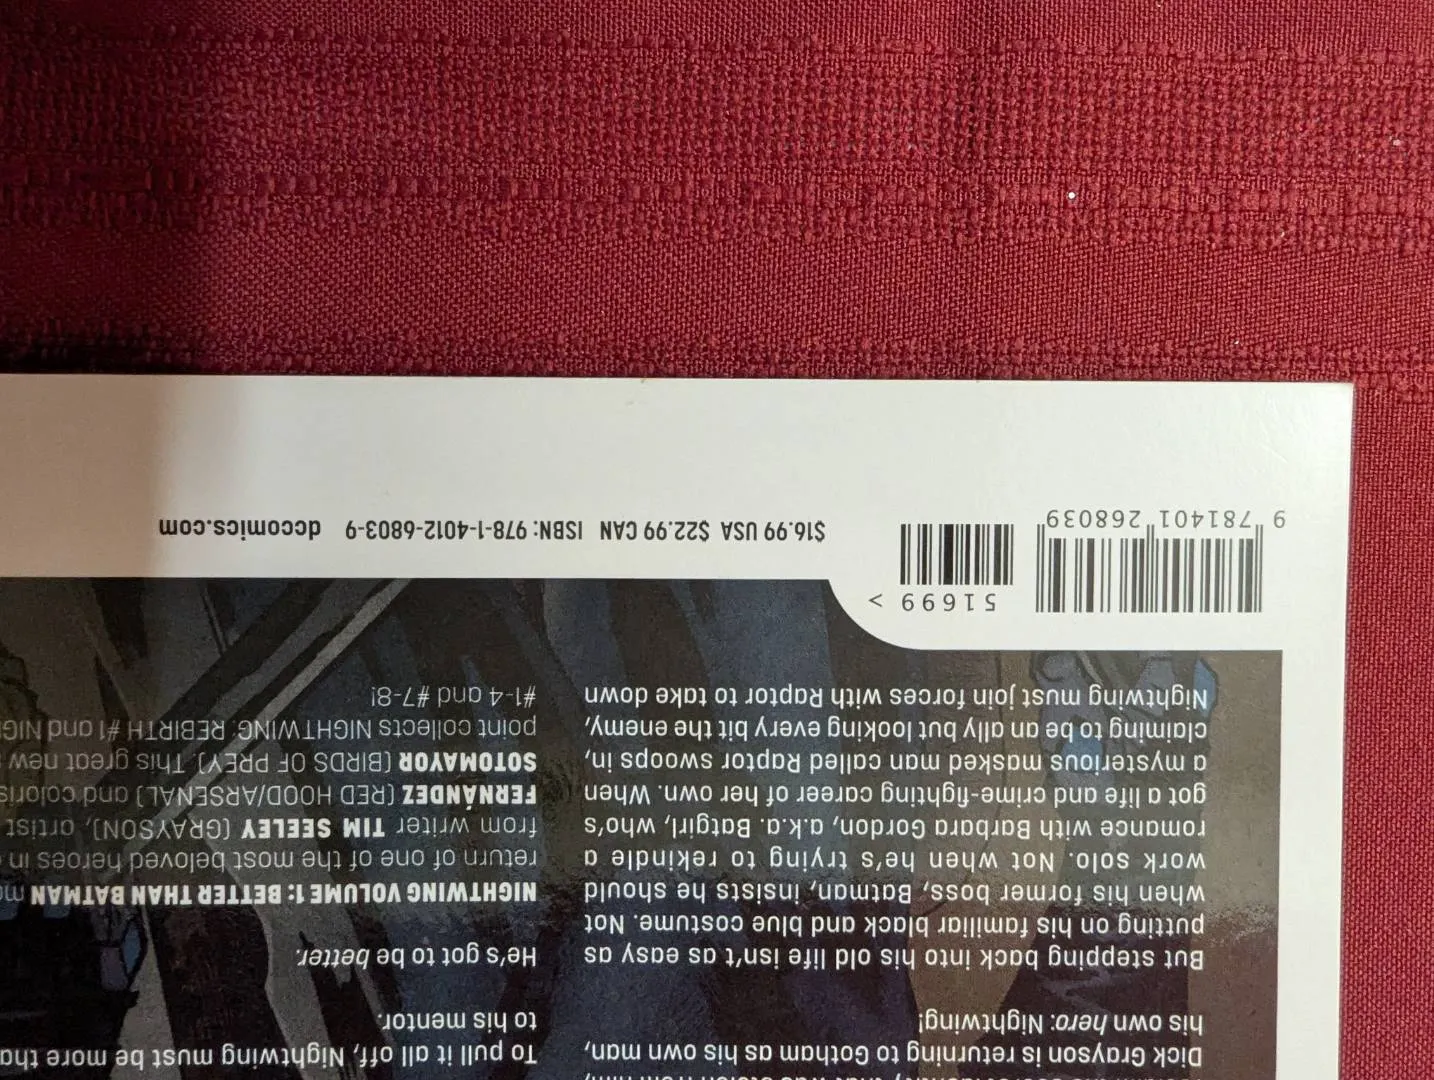 Dick Grayson is returning to Gotham as his own man,
his own hero: Nightwing!
But stepping back into his old life isn't as easy as
putting on his familiar black and blue costume. Not
when his former boss, Batman, insists he should
work solo. Not when he's trying to rekindle a
romance with Barbara Gordon, a.k.a. Batgirl, who's
got a life and crime-fighting career of her own. When
a mysterious masked man called Raptor swoops in,
claiming to be an ally but looking every bit the enemy,
Nightwing must join forces with Raptor to take down
To pull it all off, Nightwing must be more
to his mentor.
He's got to be better.
NIGHTWING VOLUME 1: BETTER THAN BATMAN
return of one of the most beloved heroes in
from writer TIM SEELEY (GRAYSON), artist
FERNÁNDEZ (RED HOOD/ARSENAL) and
SOTOMAYOR (BIRDS OF PREY). This great new
point collects NIGHTWING: REBIRTH #1 and
#1-4 and #7-8!
9 781401 268039
51699 >
$16.99 USA $22.99 CAN ISBN: 978-1-4012-6803-9 dccomics.com